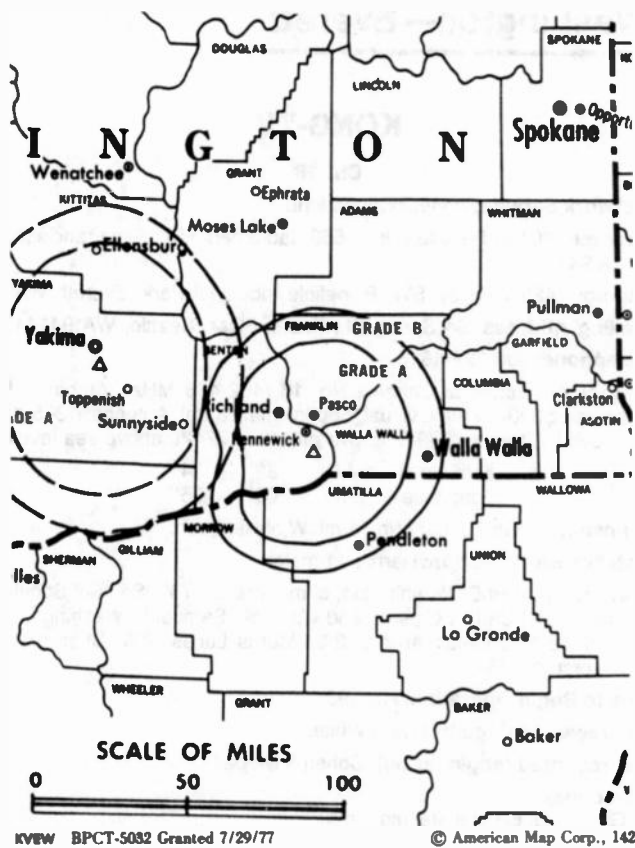 DOUGLAS
SPOKANE
LINCOLN
Opporti
Spokane
I N G T O N
Wenatchee
GRANT
Ephrata
KITTITAS
ADAMS
WHITMAN
Moses Lake
Ellensburg
YAKIMA
Pullman
FRANKLIN
GRADE B
GARFIELD
Yakima
BENTON
GRADE A
COLUMBIA
Clarkston
Toppenish
Richland
Pasco
ASOTIN
DE A
Sunnyside
Kennewick
WALLA WALLA
Walla Walla
UMATILLA
WALLOWA
MORROW
Pendleton
SHERMAN
GILLIAM
UNION
lles
La Grande
WHEELER
GRANT
BAKER
Baker
SCALE OF MILES
0 50 100
KVEW BPCT-5032 Granted 7/29/77
© American Map Corp., 142